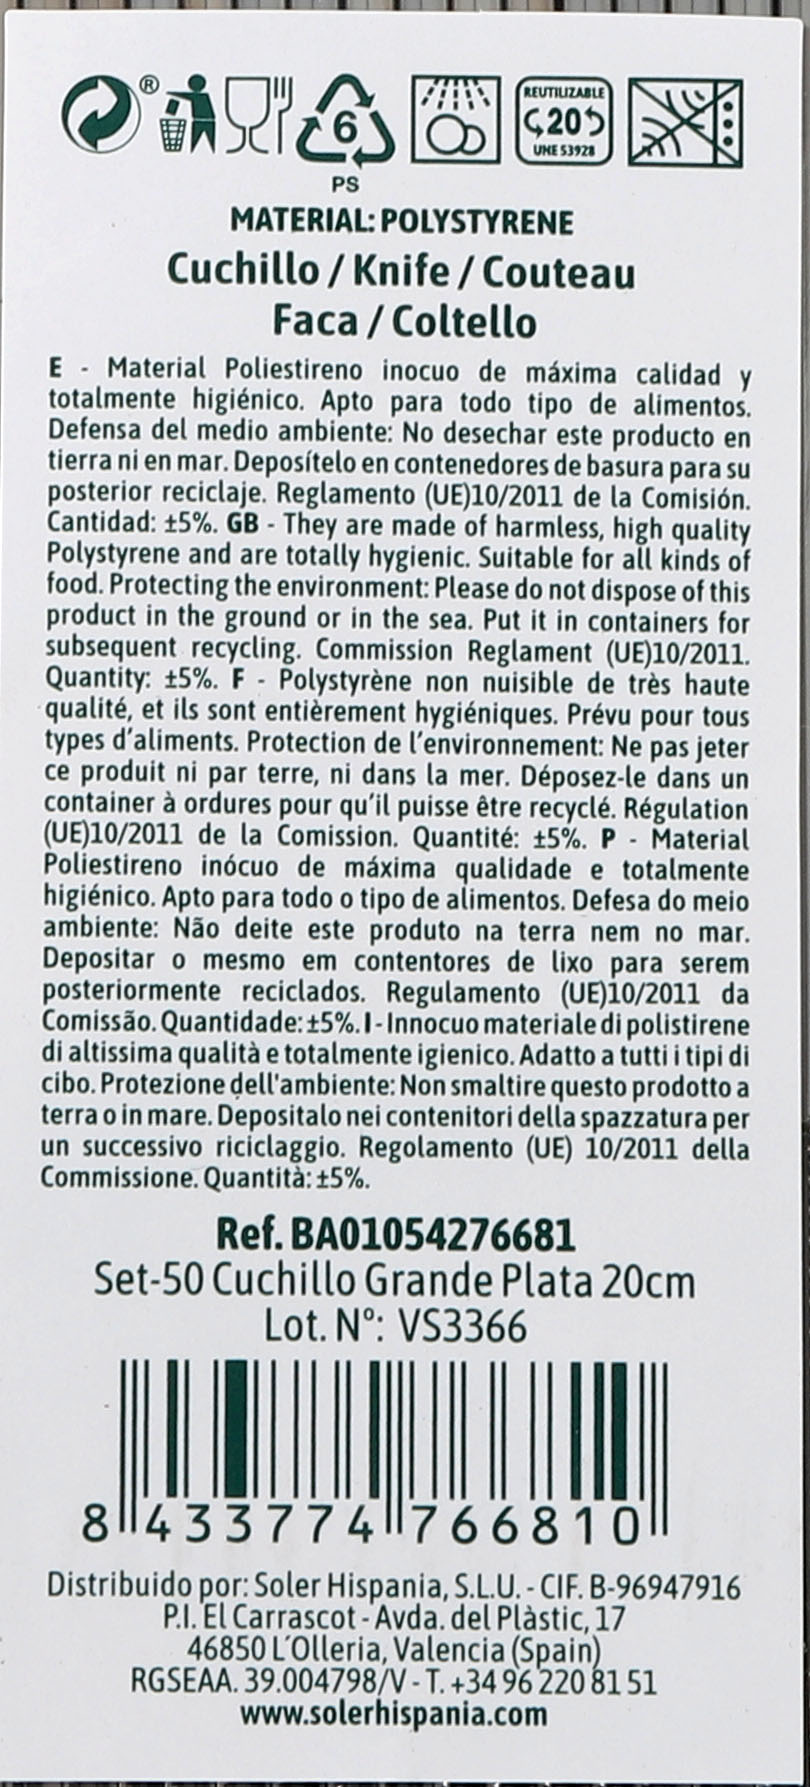 ®
6
PS
REUTILIZABLE
20
UNE 53928
MATERIAL: POLYSTYRENE
Cuchillo / Knife / Couteau
Faca / Coltello
E - Material Poliestireno inocuo de máxima calidad y
totalmente higiénico. Apto para todo tipo de alimentos.
Defensa del medio ambiente: No desechar este producto en
tierra ni en mar. Deposítelo en contenedores de basura para su
posterior reciclaje. Reglamento (UE)10/2011 de la Comisión.
Cantidad: ±5%. GB - They are made of harmless, high quality
Polystyrene and are totally hygienic. Suitable for all kinds of
food. Protecting the environment: Please do not dispose of this
product in the ground or in the sea. Put it in containers for
subsequent recycling. Commission Reglament (UE)10/2011.
Quantity: ±5%. F - Polystyrène non nuisible de très haute
qualité, et ils sont entièrement hygiéniques. Prévu pour tous
types d'aliments. Protection de l'environnement: Ne pas jeter
ce produit ni par terre, ni dans la mer. Déposez-le dans un
container à ordures pour qu'il puisse être recyclé. Régulation
(UE)10/2011 de la Comission. Quantité: ±5%. P - Material
Poliestireno inócuo de máxima qualidade e totalmente
higiénico. Apto para todo o tipo de alimentos. Defesa do meio
ambiente: Não deite este produto na terra nem no mar.
Depositar o mesmo em contentores de lixo para serem
posteriormente reciclados. Regulamento (UE)10/2011 da
Comissão. Quantidade: ±5%. I - Innocuo materiale di polistirene
di altissima qualità e totalmente igienico. Adatto a tutti i tipi di
cibo. Protezione dell'ambiente: Non smaltire questo prodotto a
terra o in mare. Depositalo nei contenitori della spazzatura per
un successivo riciclaggio. Regolamento (UE) 10/2011 della
Commissione. Quantità: ±5%.
Ref. BA01054276681
Set-50 Cuchillo Grande Plata 20cm
Lot. Nº: VS3366
8 433774 766810
Distribuido por: Soler Hispania, S.L.U. - CIF. B-96947916
P.I. El Carrascot - Avda. del Plàstic, 17
46850 L´Olleria, Valencia (Spain)
RGSEAA. 39.004798/V - T. +34 96 220 81 51
www.solerhispania.com